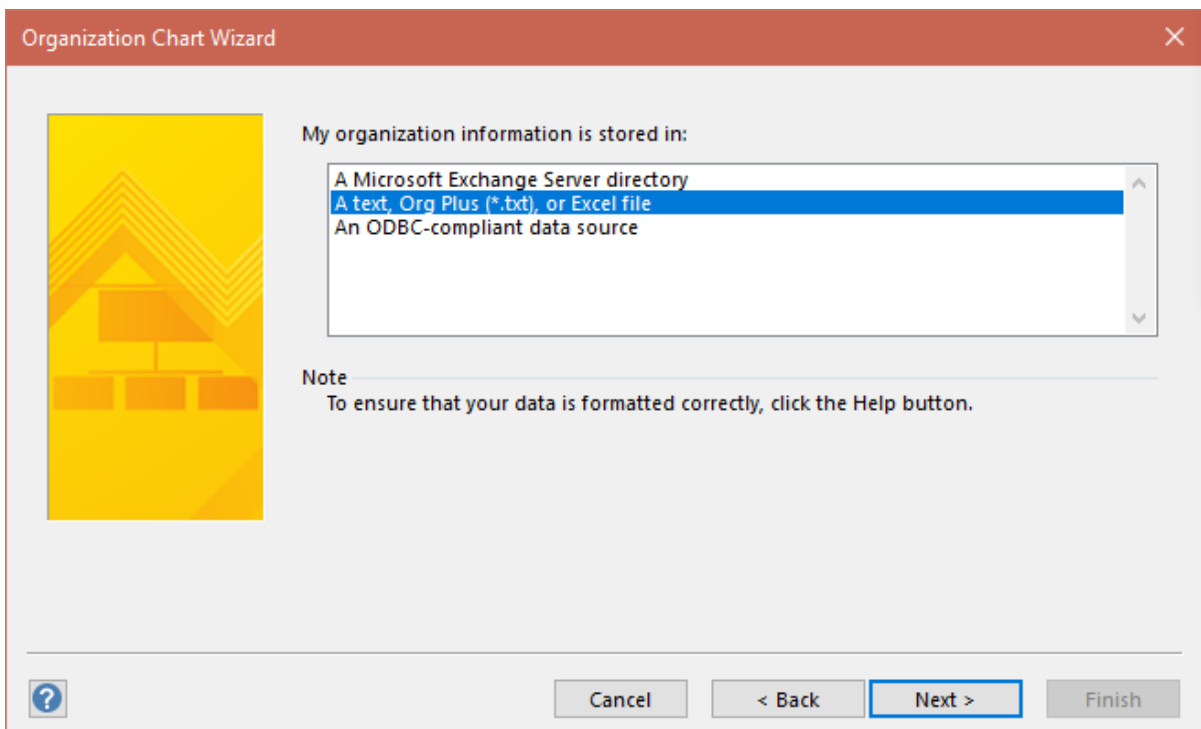 Organization Chart Wizard
My organization information is stored in:
A Microsoft Exchange Server directory
A text, Org Plus (*.txt), or Excel file
An ODBC-compliant data source
Note
To ensure that your data is formatted correctly, click the Help button.
? Cancel < Back Next > Finish